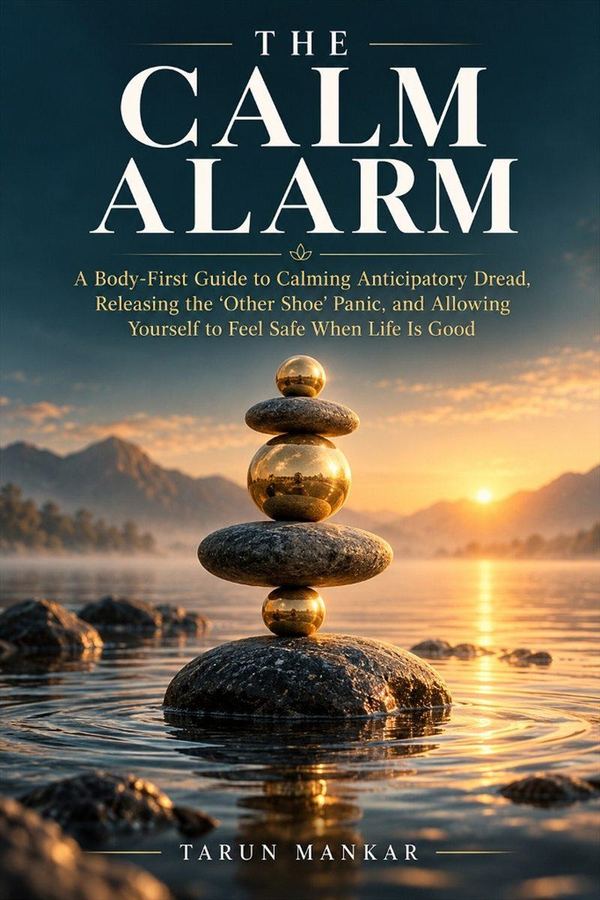 THE
CALM
ALARM
A Body-First Guide to Calming Anticipatory Dread,
Releasing the ‘Other Shoe’ Panic, and Allowing
Yourself to Feel Safe When Life Is Good
TARUN MANKAR